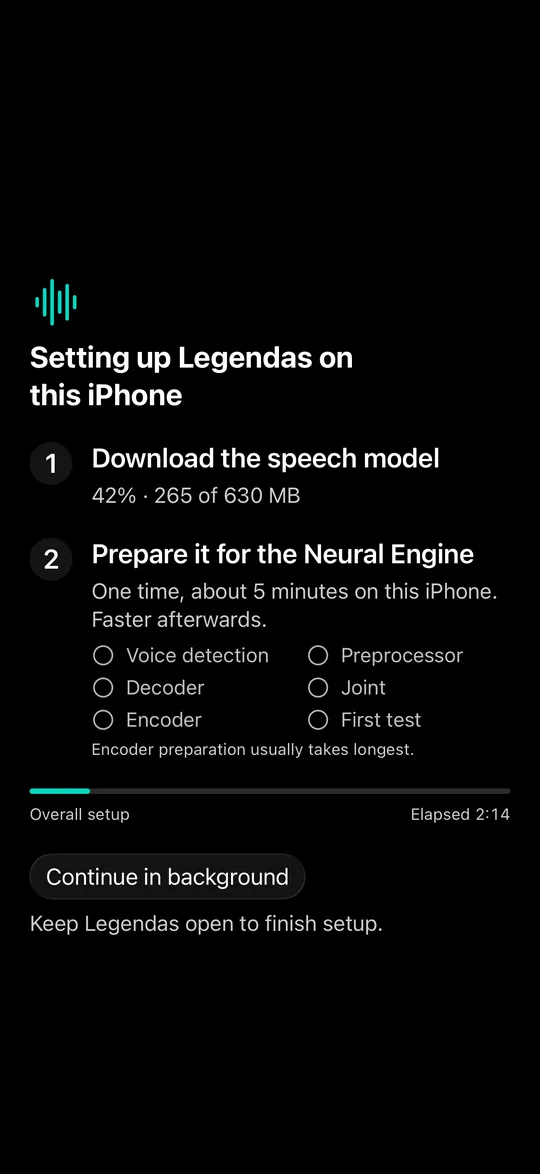 Setting up Legendas on
this iPhone
1
Download the speech model
42% · 265 of 630 MB
2
Prepare it for the Neural Engine
One time, about 5 minutes on this iPhone.
Faster afterwards.
Voice detection
Preprocessor
Decoder
Joint
Encoder
First test
Encoder preparation usually takes longest.
Overall setup
Elapsed 2:14
Continue in background
Keep Legendas open to finish setup.